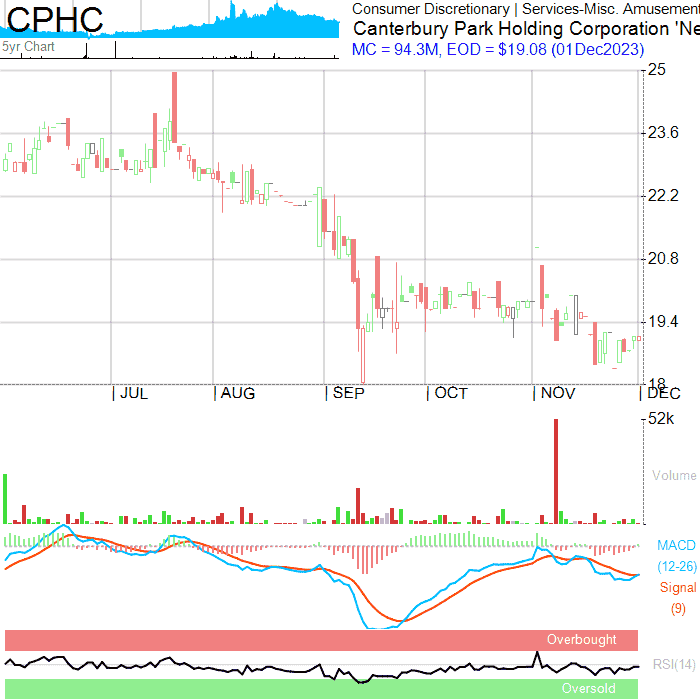 CPHC
Consumer Discretionary | Services-Misc. Amusement
Canterbury Park Holding Corporation 'Ne
5yr Chart
MC = 94.3M, EOD = $19.08 (01Dec2023)
25
23.6
22.2
20.8
19.4
18
JUL
AUG
SEP
OCT
NOV
DEC
52k
Volume
MACD
(12-26)
Signal
(9)
Overbought
RSI(14)
Oversold